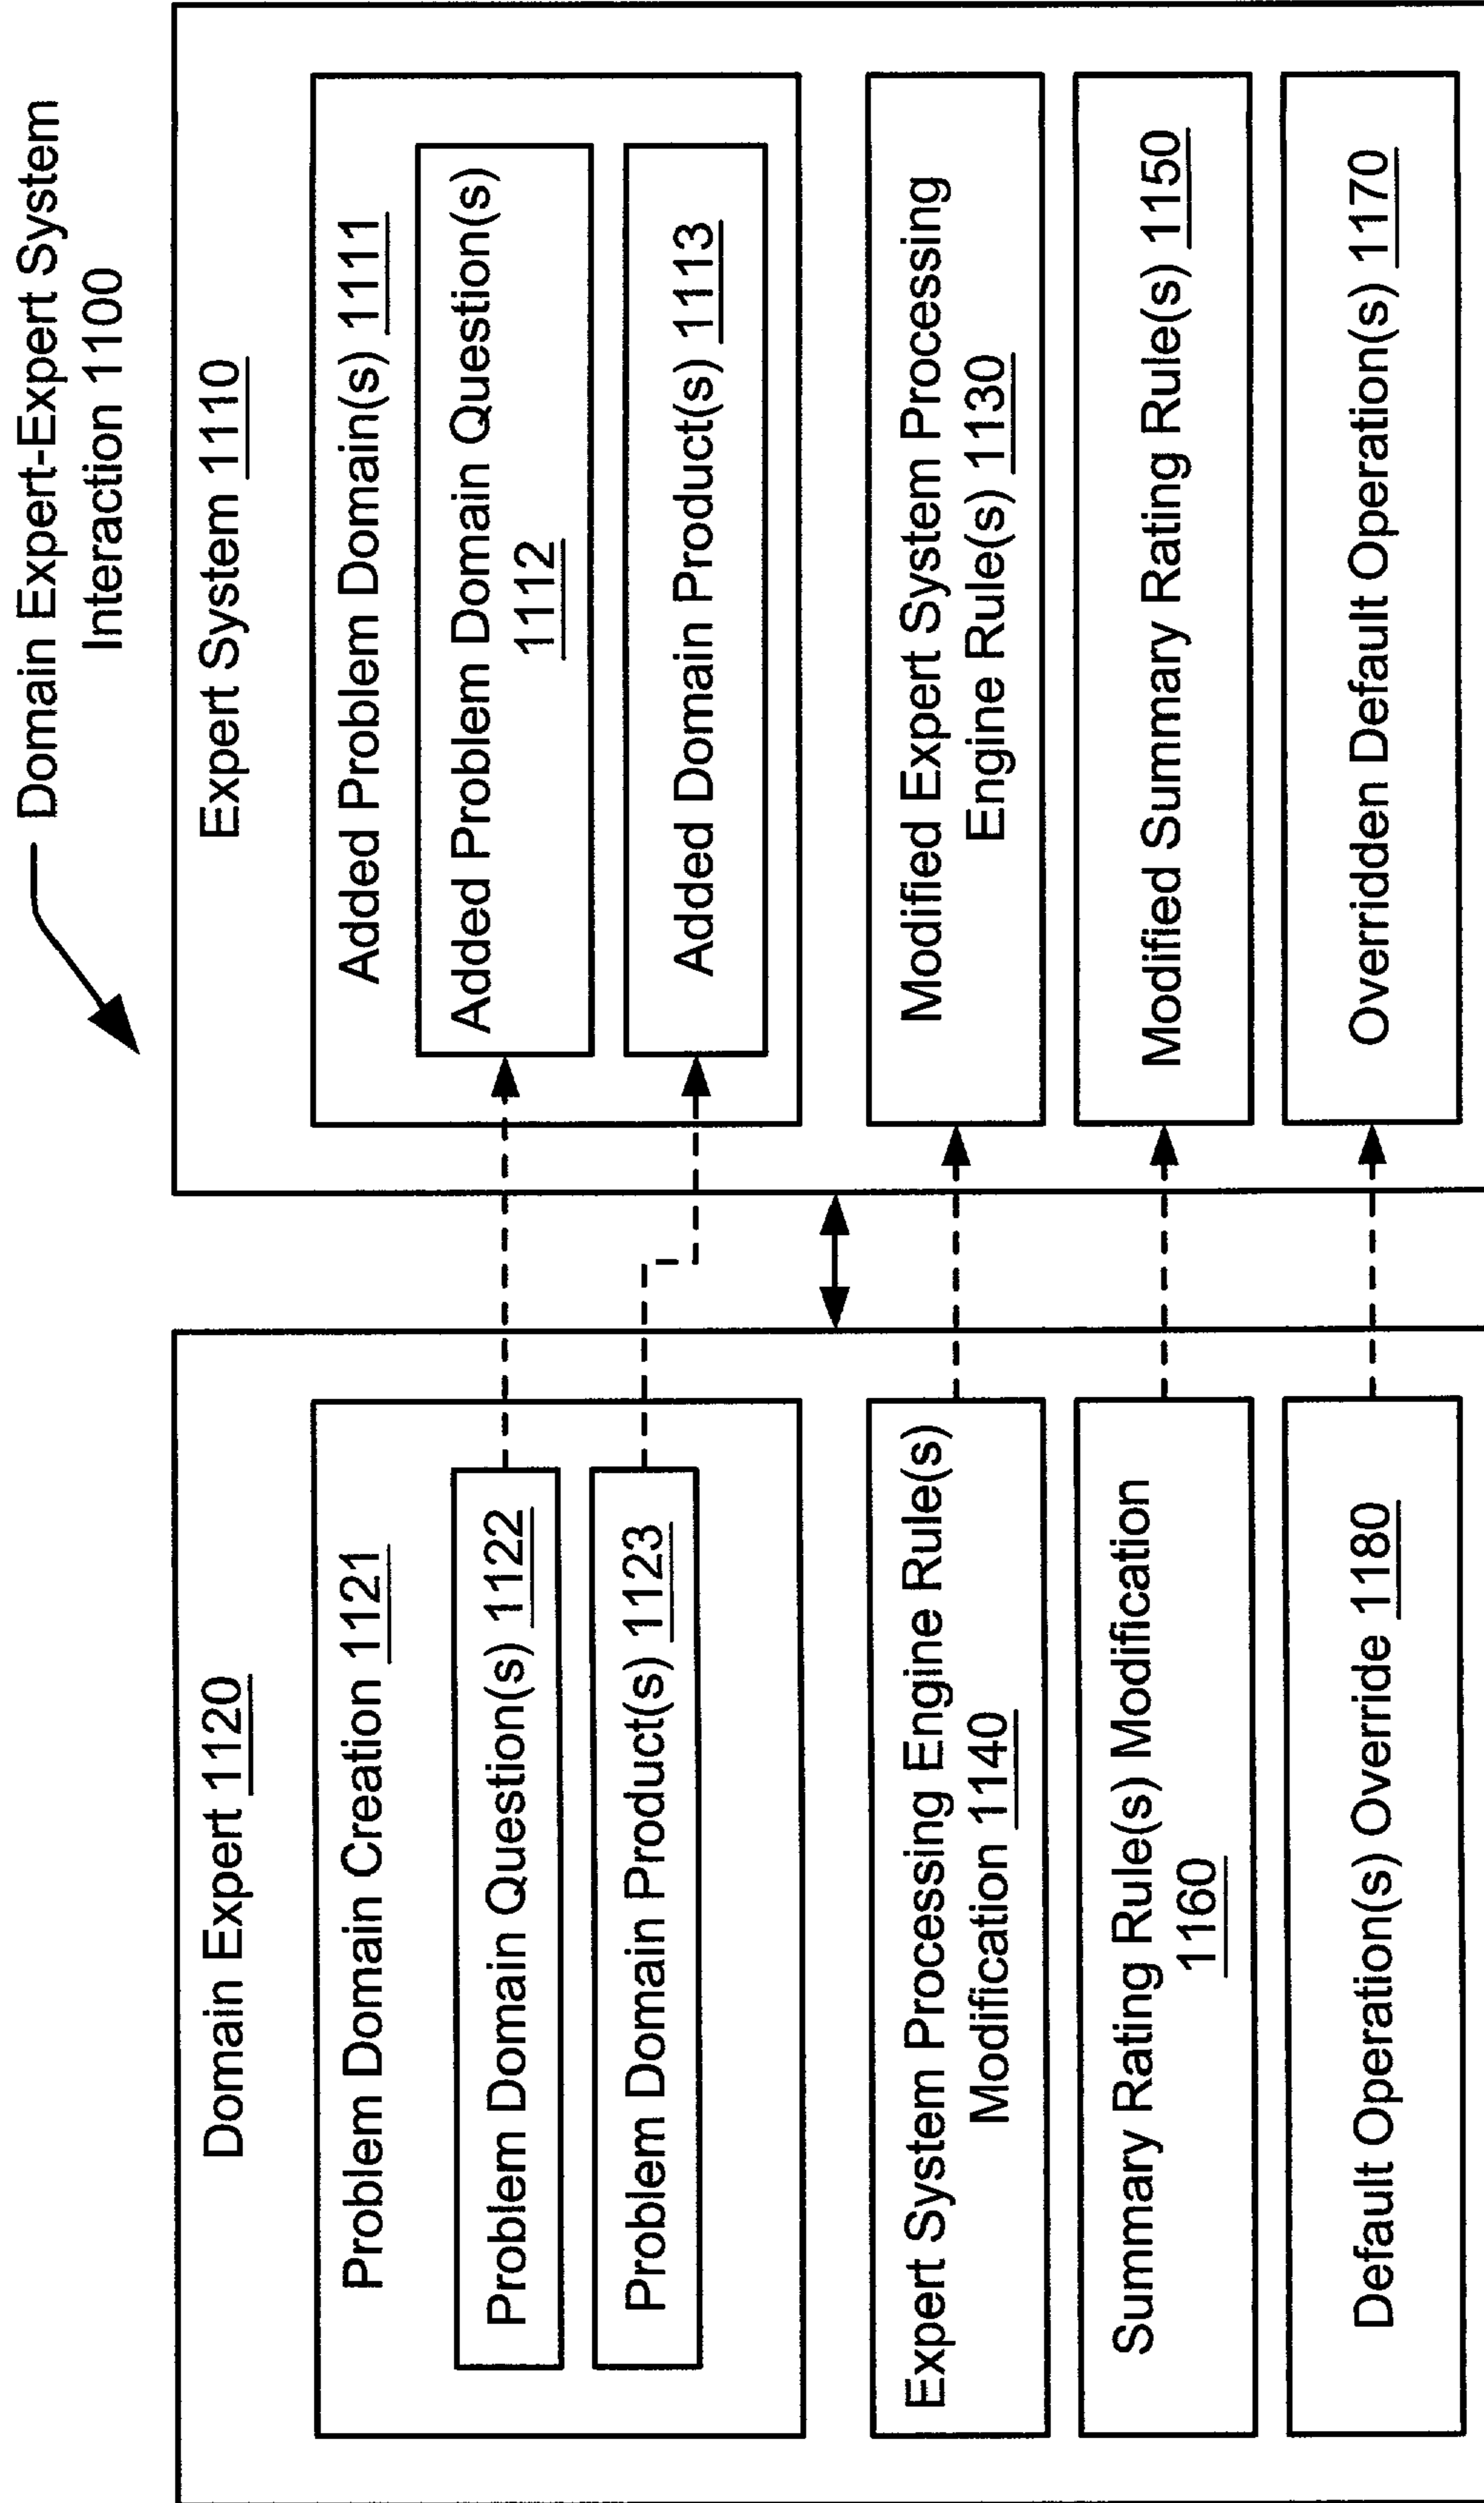 Domain Expert-Expert System
Interaction 1100
Domain Expert 1120
Problem Domain Creation 1121
Problem Domain Question(s) 1122
Problem Domain Product(s) 1123
Expert System Processing Engine Rule(s)
Modification 1140
Summary Rating Rule(s) Modification
1160
Default Operation(s) Override 1180
Expert System 1110
Added Problem Domain(s) 1111
Added Problem Domain Question(s)
1112
Added Domain Product(s) 1113
Modified Expert System Processing
Engine Rule(s) 1130
Modified Summary Rating Rule(s) 1150
Overridden Default Operation(s) 1170